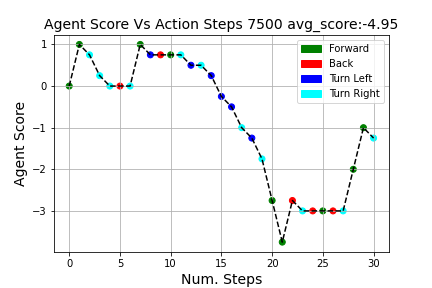 Agent Score Vs Action Steps 7500 avg_score:-4.95
Agent Score
1
0
−1
−2
−3
Forward
Back
Turn Left
Turn Right
0 5 10 15 20 25 30
Num. Steps